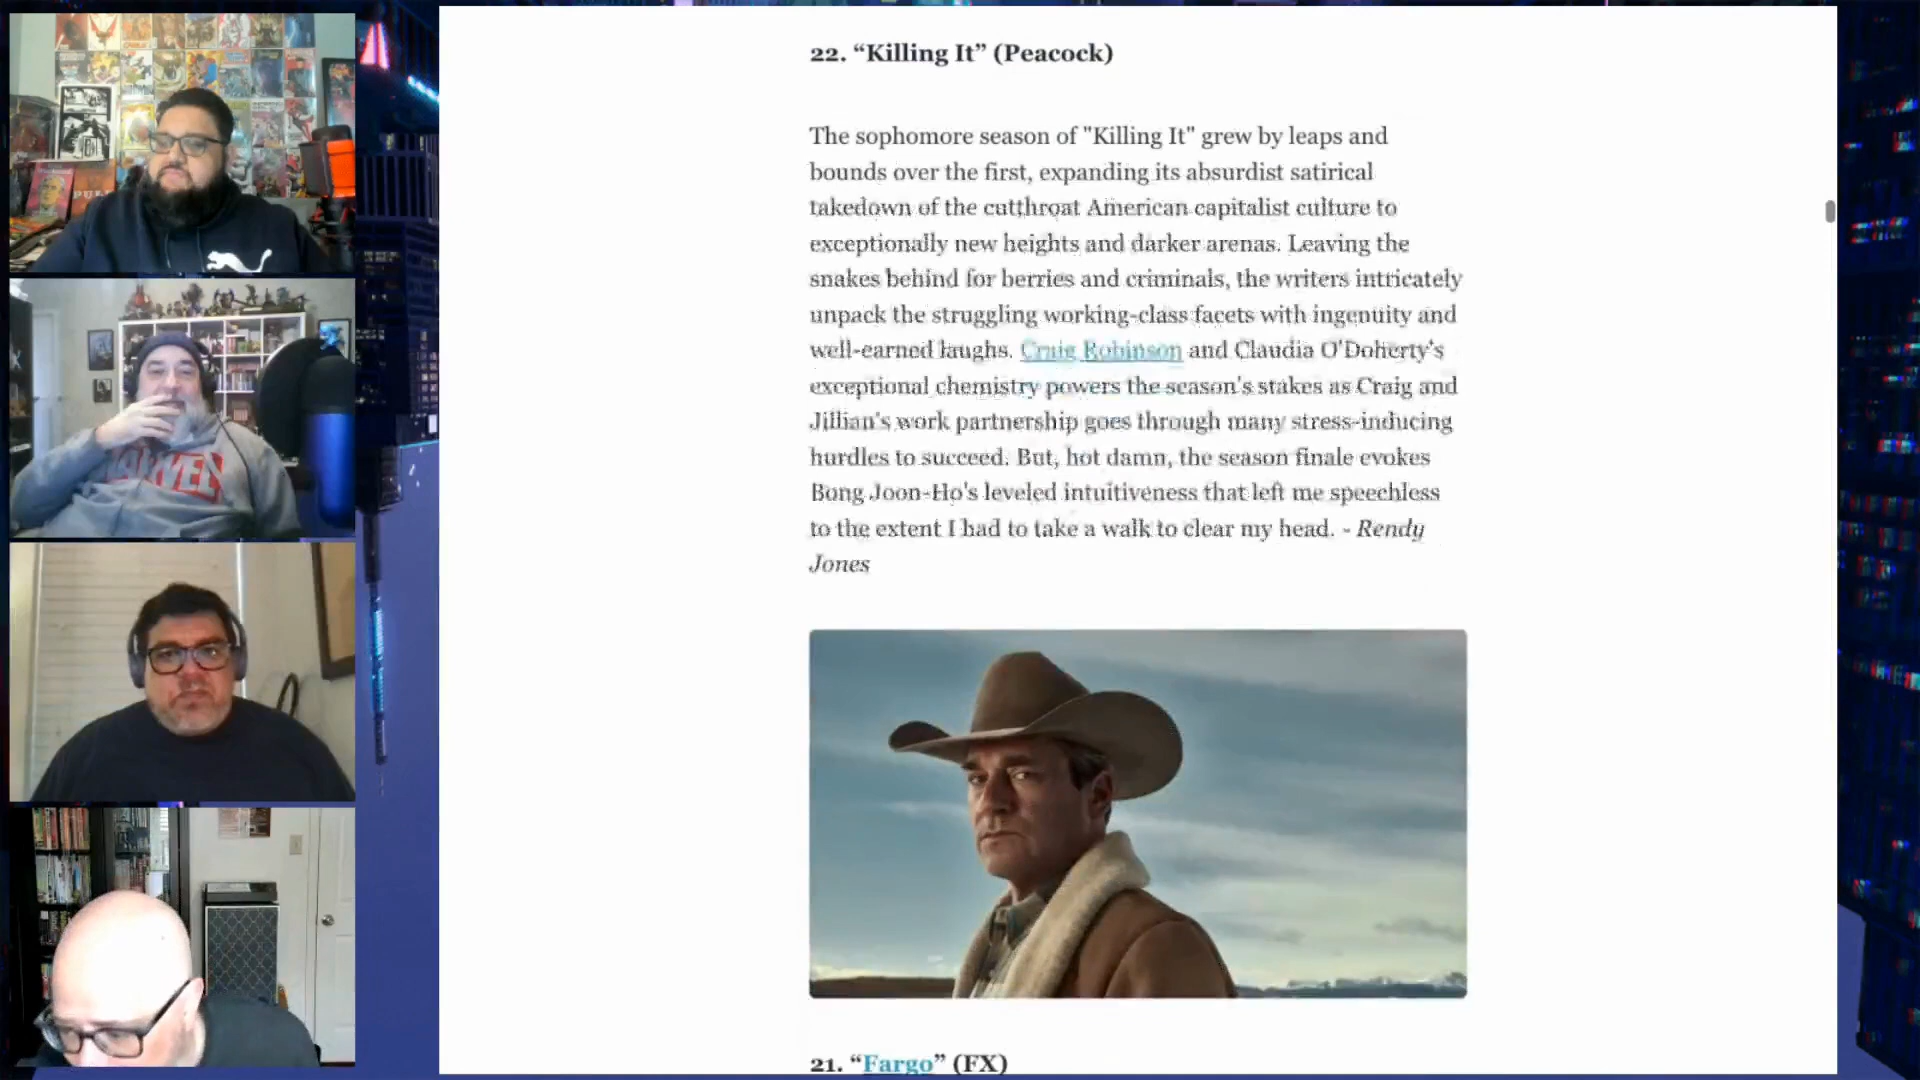 22. “Killing It” (Peacock)
The sophomore season of "Killing It" grew by leaps and
bounds over the first, expanding its absurdist satirical
takedown of the cutthroat American capitalist culture to
exceptionally new heights and darker arenas. Leaving the
snakes behind for berries and criminals, the writers intricately
unpack the struggling working-class facets with ingenuity and
well-earned laughs. Craig Robinson and Claudia O'Doherty's
exceptional chemistry powers the season's stakes as Craig and
Jillian's work partnership goes through many stress-inducing
hurdles to succeed. But, hot damn, the season finale evokes
Bong Joon-Ho's leveled intuitiveness that left me speechless
to the extent I had to take a walk to clear my head. - Rendy
Jones
21. “Fargo” (FX)
MARVEL